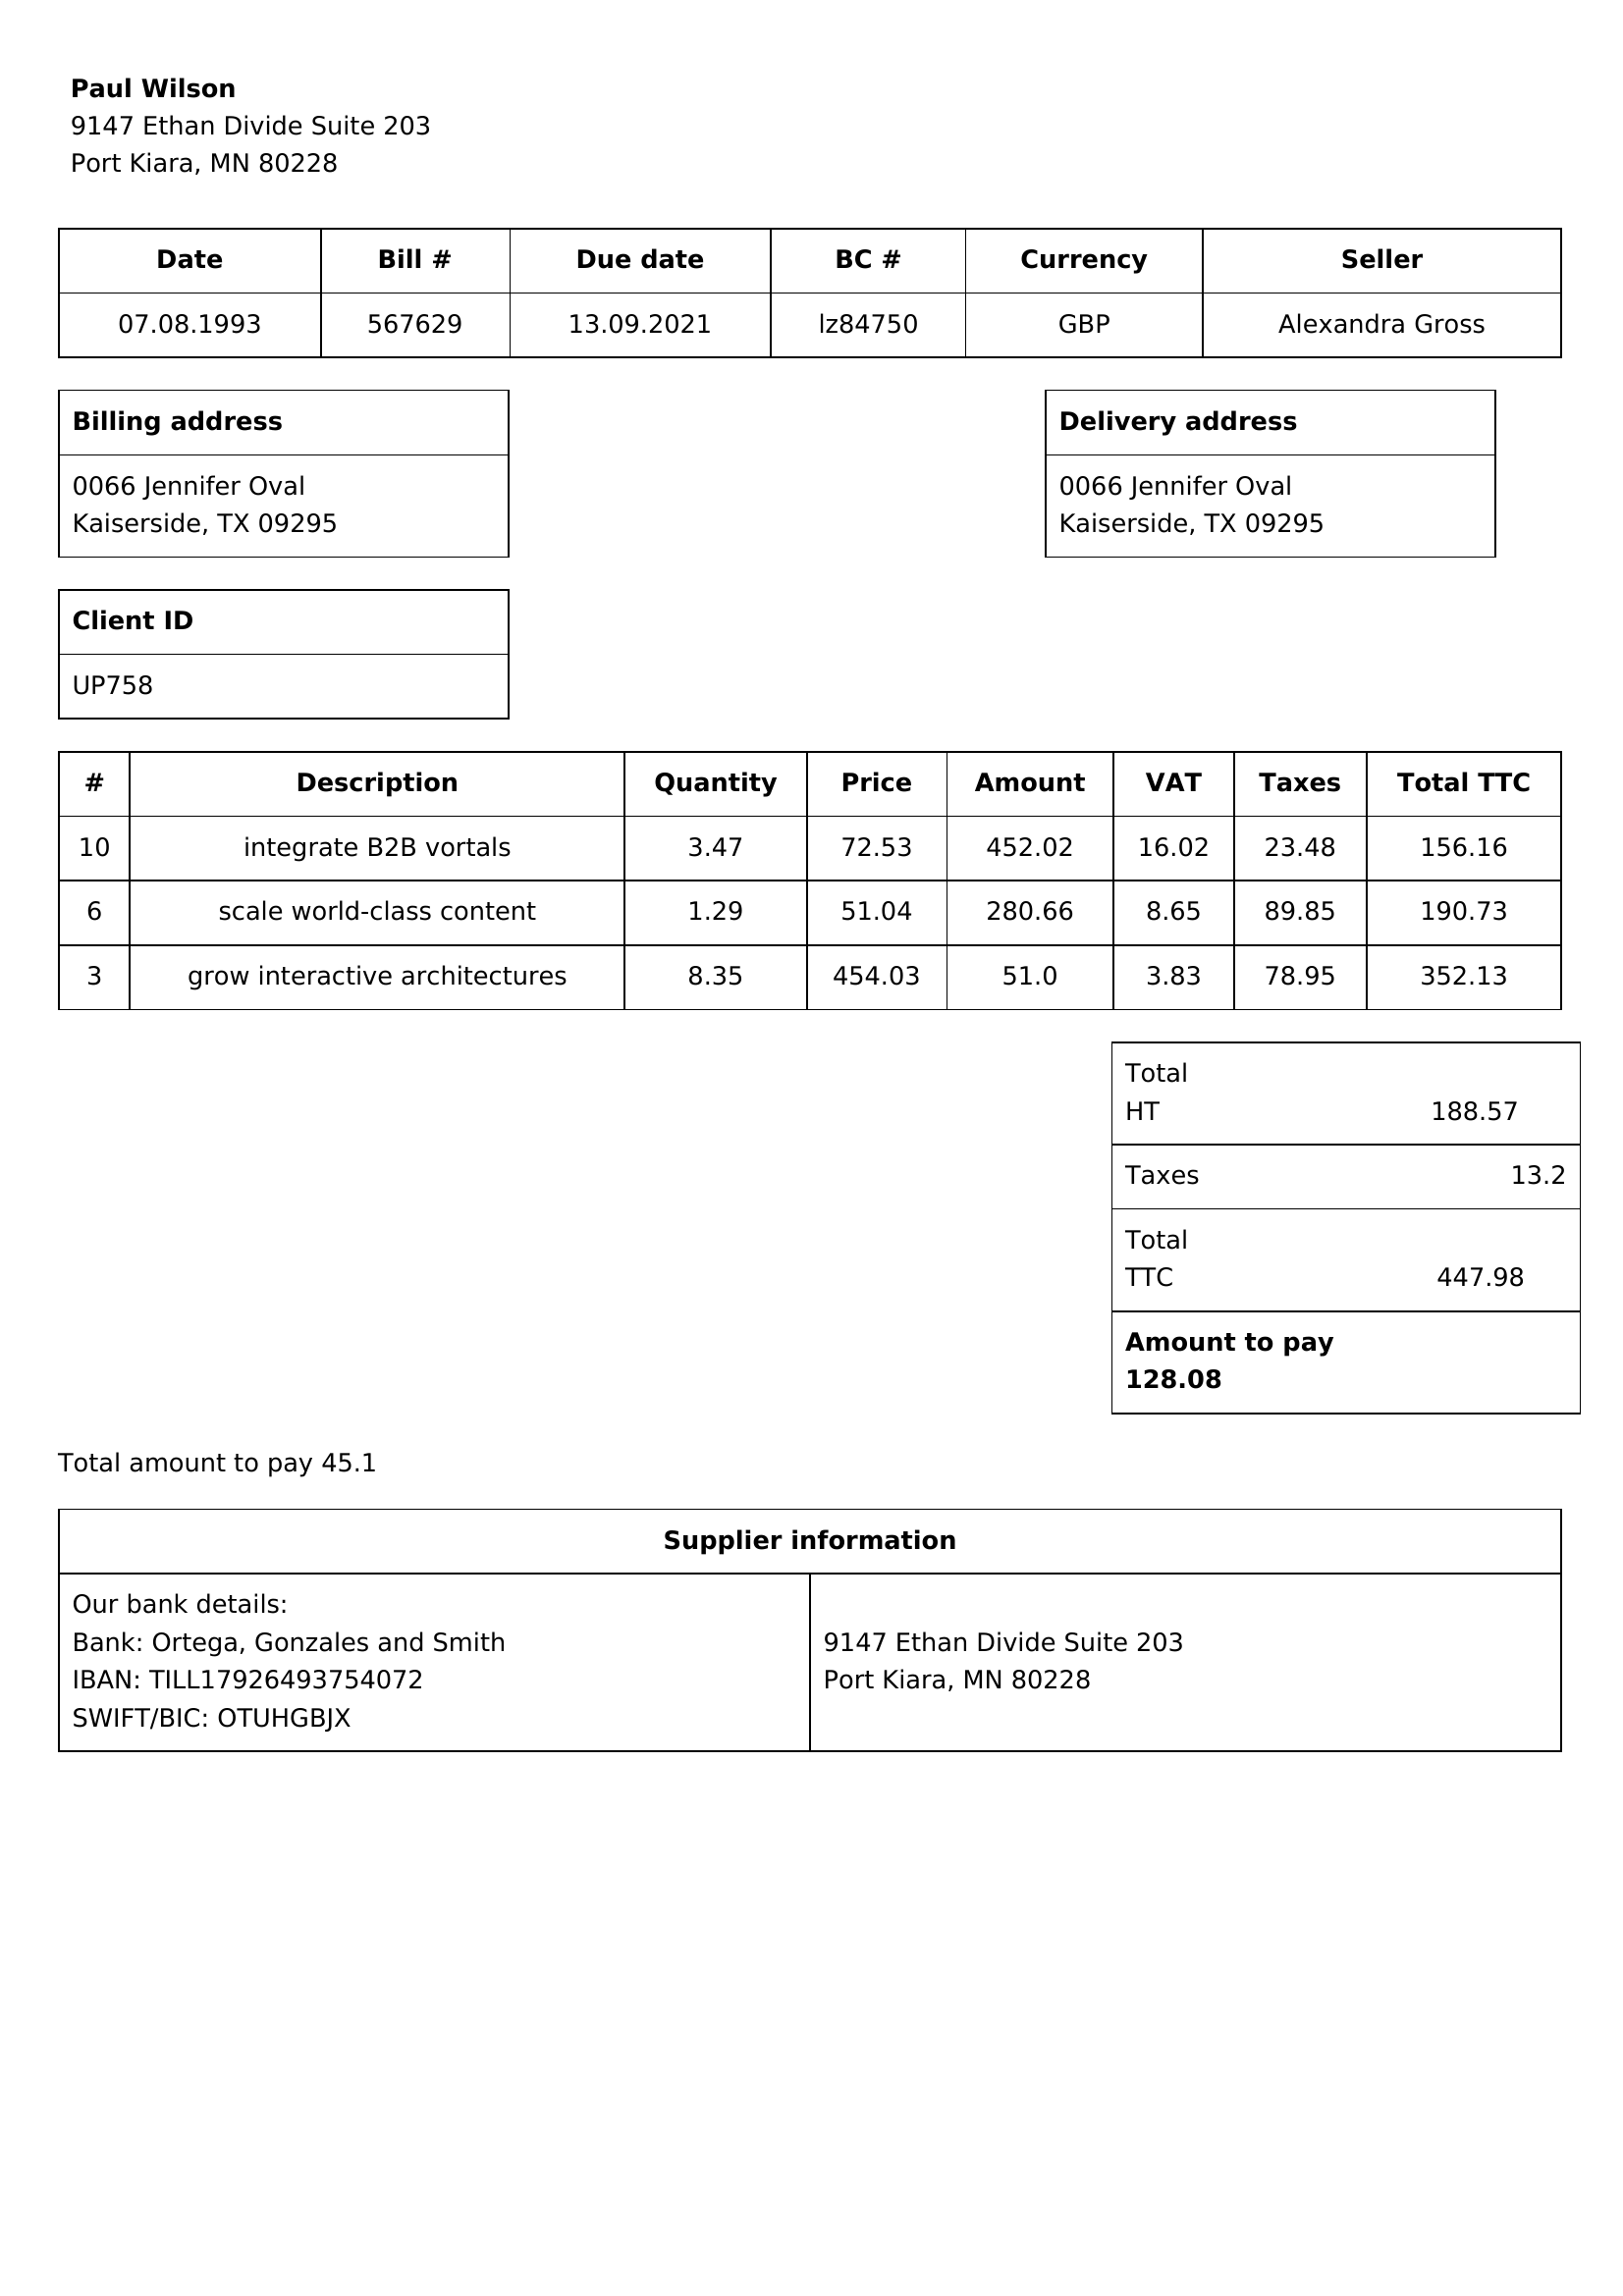 Paul Wilson
9147 Ethan Divide Suite 203
Port Kiara, MN 80228
Date Bill # Due date BC # Currency Seller
07.08.1993 567629 13.09.2021 lz84750 GBP Alexandra Gross
Billing address
0066 Jennifer Oval
Kaiserside, TX 09295
Delivery address
0066 Jennifer Oval
Kaiserside, TX 09295
Client ID
UP758
# Description Quantity Price Amount VAT Taxes Total TTC
10 integrate B2B vortals 3.47 72.53 452.02 16.02 23.48 156.16
6 scale world-class content 1.29 51.04 280.66 8.65 89.85 190.73
3 grow interactive architectures 8.35 454.03 51.0 3.83 78.95 352.13
Total
HT 188.57
Taxes 13.2
Total
TTC 447.98
Amount to pay
128.08
Total amount to pay 45.1
Supplier information
Our bank details:
Bank: Ortega, Gonzales and Smith
IBAN: TILL17926493754072
SWIFT/BIC: OTUHGBJX
9147 Ethan Divide Suite 203
Port Kiara, MN 80228